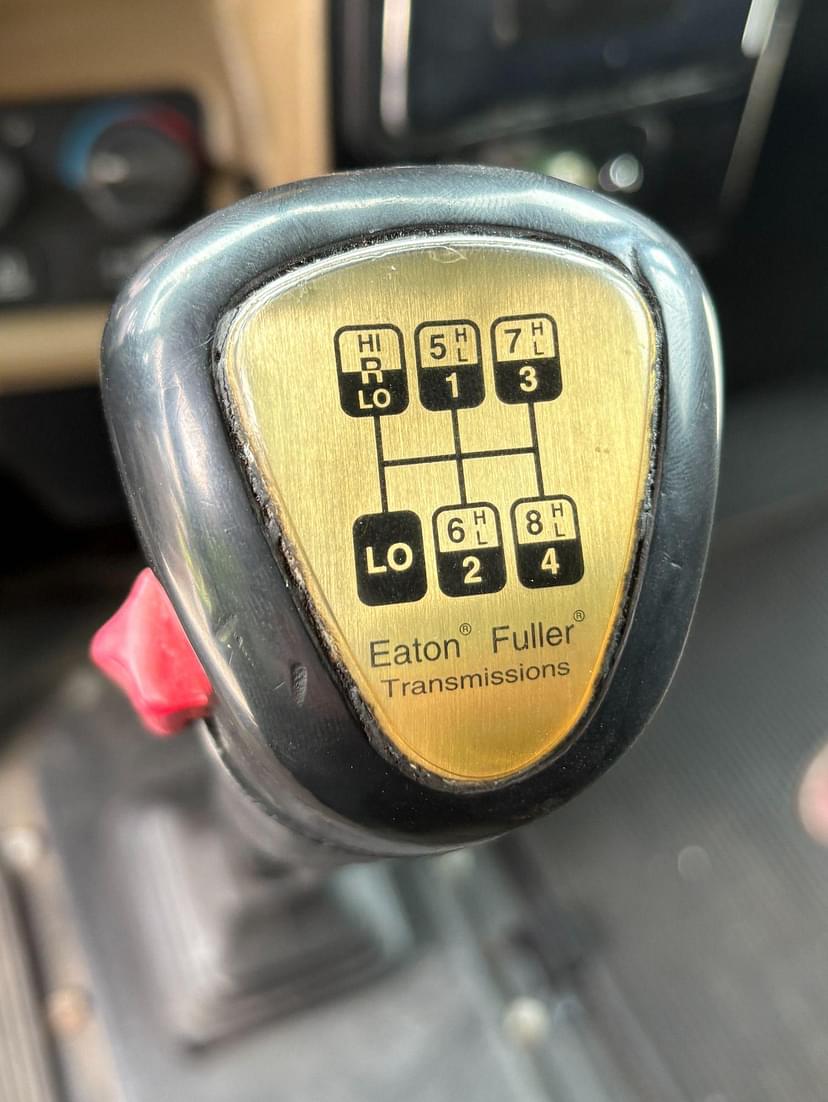 HI 5 H L 7 H L
R
LO 1 3
LO 6 H L 8 H L
2 4
Eaton® Fuller®
Transmissions